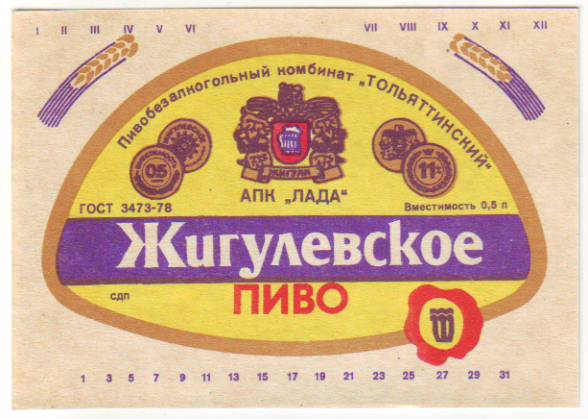 I II III IV V VI VII VIII IX X XI XII
Пивобезалкогольный комбинат „ТОЛЬЯТТИНСКИЙ"
05
11%
ЖИГУЛИ
АПК „ЛАДА"
ГОСТ 3473-78
Вместимость 0,5 л
Жигулевское
ПИВО
СДП
1 3 5 7 9 11 13 15 17 19 21 23 25 27 29 31